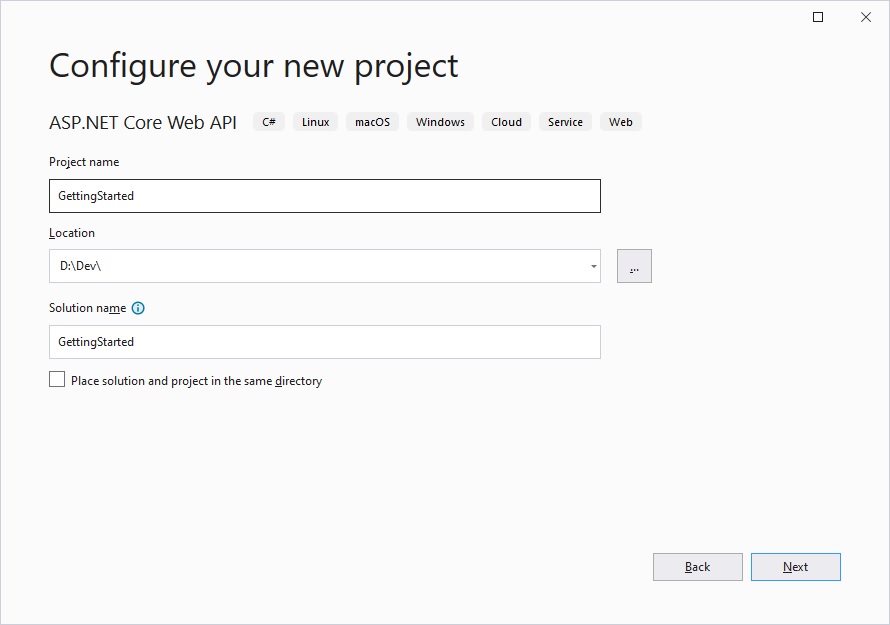 Configure your new project
ASP.NET Core Web API C# Linux macOS Windows Cloud Service Web
Project name
GettingStarted
Location
D:\Dev\
...
Solution name
GettingStarted
Place solution and project in the same directory
Back Next